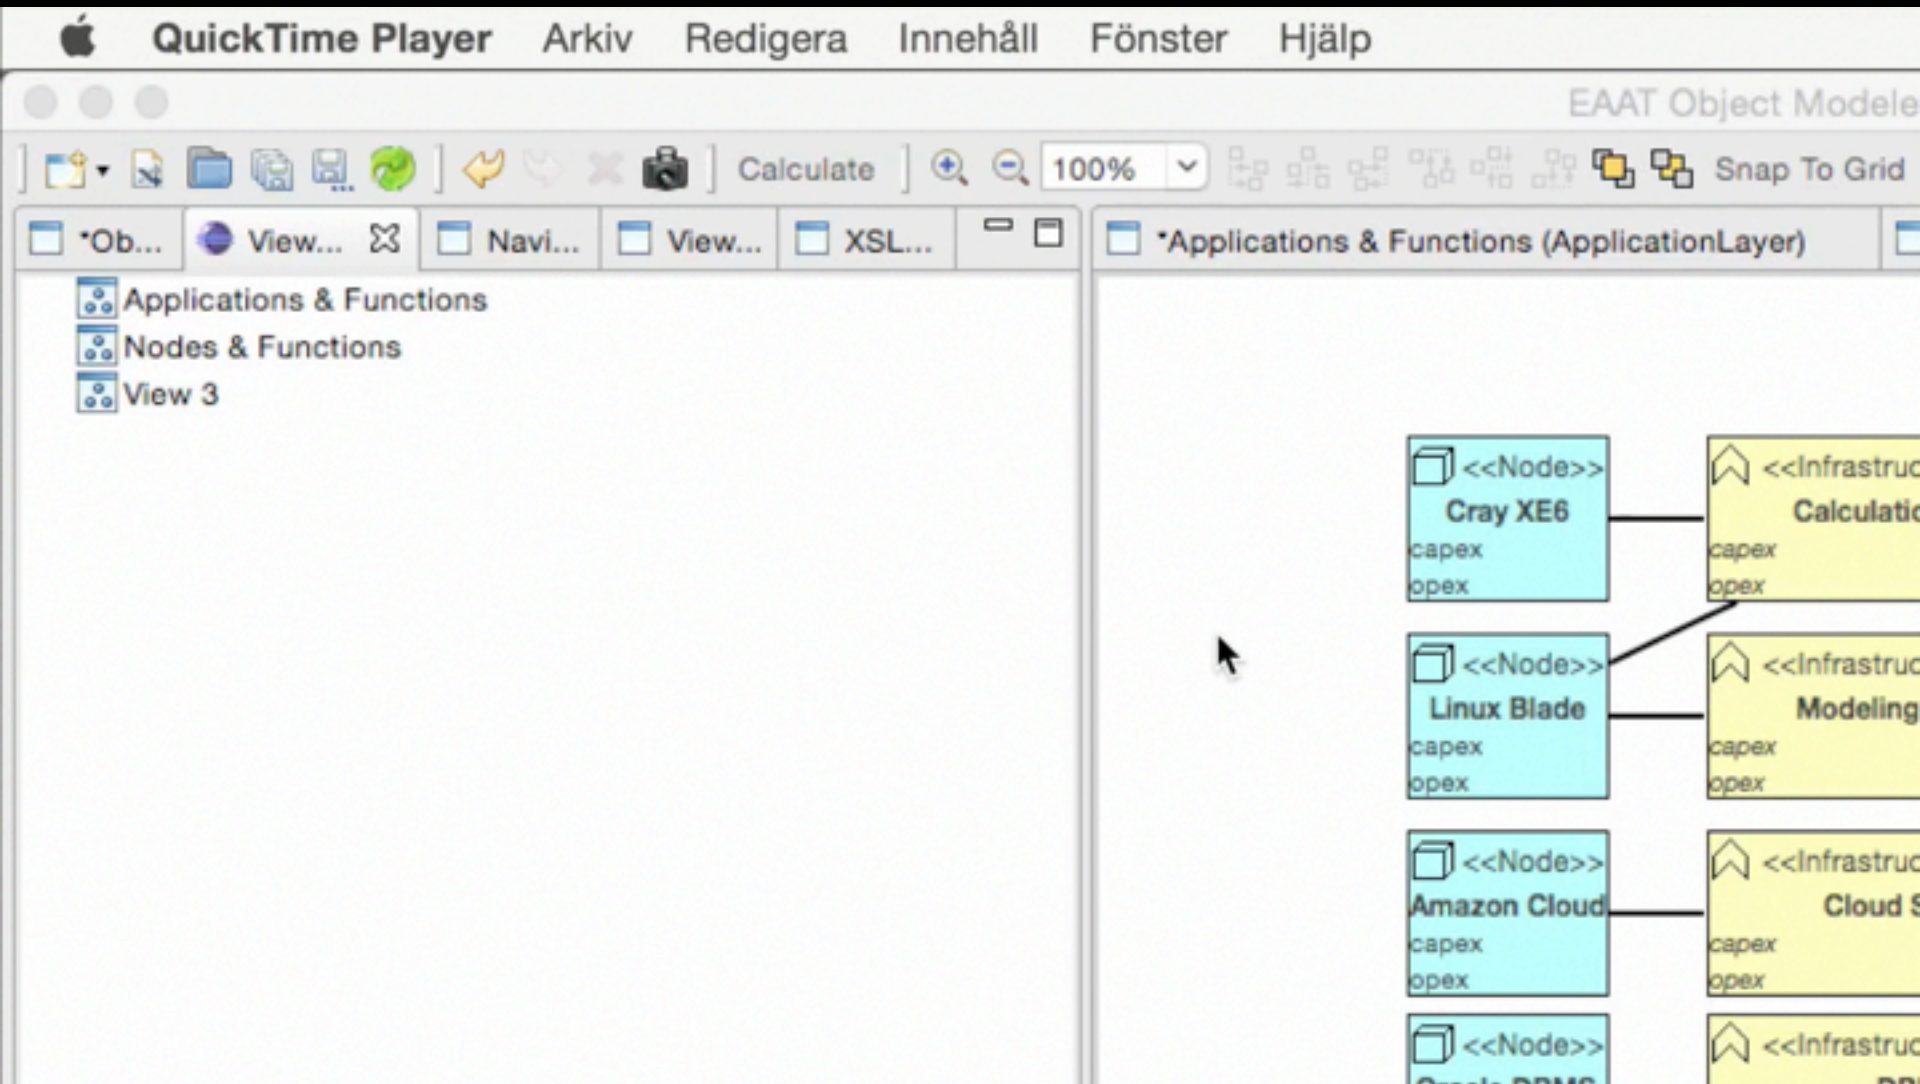 QuickTime Player Arkiv Redigera Innehåll Fönster Hjälp
EAAT Object Modele
Calculate 100% Snap To Grid
*Ob... View... Navi... View... XSL... *Applications & Functions (ApplicationLayer)
Applications & Functions
Nodes & Functions
View 3
<<Node>> <<Infrastruc
Cray XE6 Calculatio
capex capex
opex opex
<<Node>> <<Infrastruc
Linux Blade Modeling
capex capex
opex opex
<<Node>> <<Infrastruc
Amazon Cloud Cloud S
capex capex
opex opex
<<Node>> <<Infrastruc
Oracle DBMS